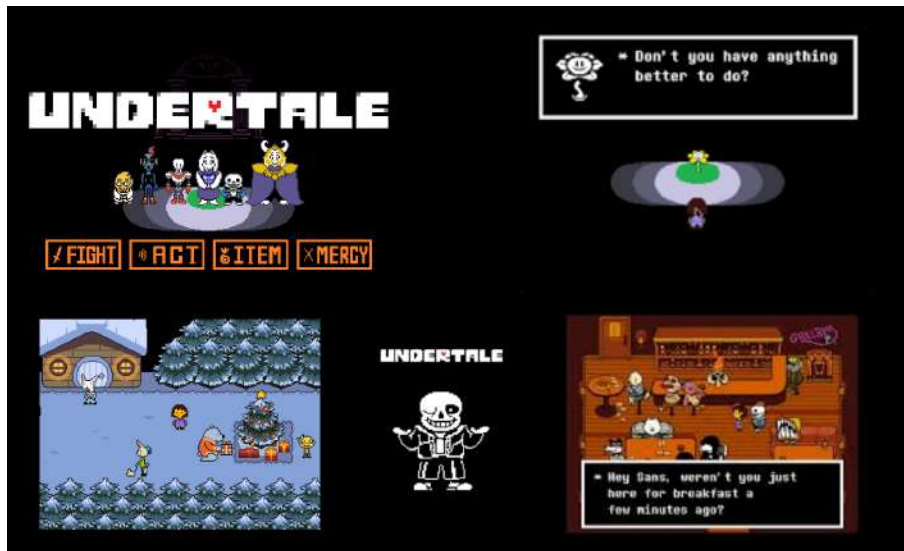 UNDERTALE
FIGHT ACT ITEM MERCY
* Don't you have anything
better to do?
UNDERTALE
GRILLBY'S
* Hey Sans, weren't you just
here for breakfast a
few minutes ago?